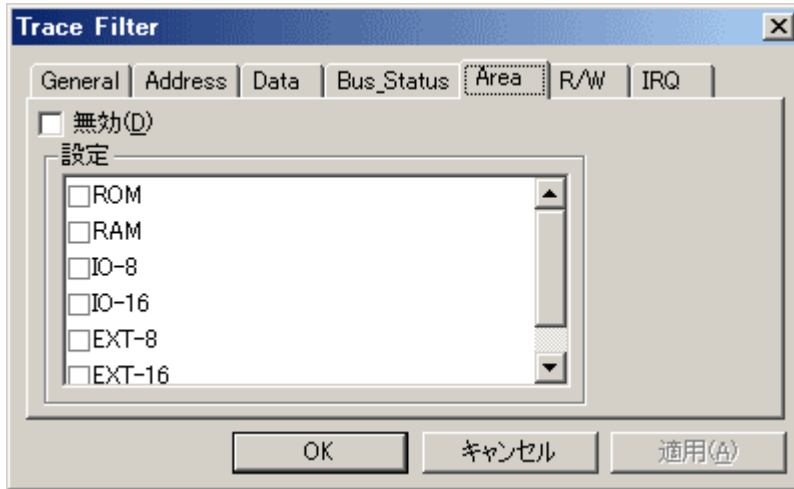 Trace Filter
General Address Data Bus_Status Area R/W IRQ
無効(D)
設定
ROM
RAM
IO-8
IO-16
EXT-8
EXT-16
OK キャンセル 適用(A)